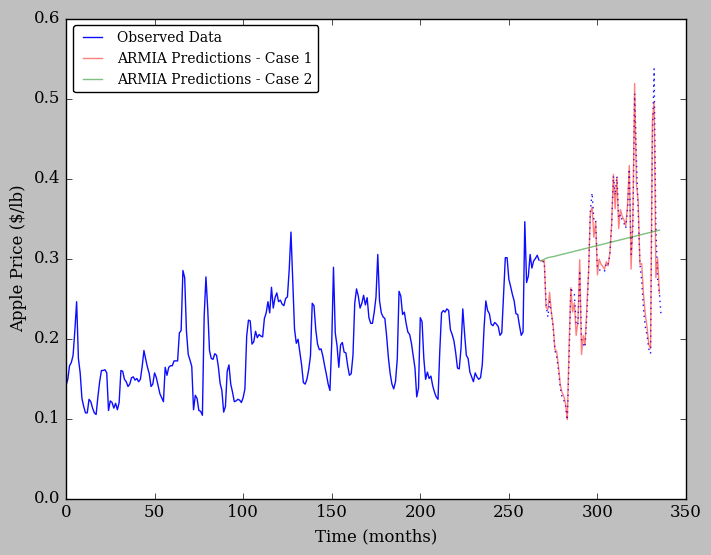 Observed Data
ARMIA Predictions - Case 1
ARMIA Predictions - Case 2
0.6
0.5
0.4
0.3
0.2
0.1
0.0
Apple Price ($/lb)
0 50 100 150 200 250 300 350
Time (months)